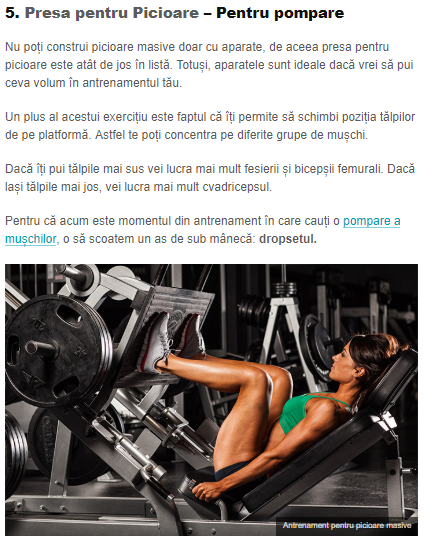 5. Presa pentru Picioare – Pentru pompare
Nu poți construi picioare masive doar cu aparate, de aceea presa pentru
picioare este atât de jos în listă. Totuși, aparatele sunt ideale dacă vrei să pui
ceva volum în antrenamentul tău.
Un plus al acestui exercițiu este faptul că îți permite să schimbi poziția tălpilor
de pe platformă. Astfel te poți concentra pe diferite grupe de mușchi.
Dacă îți pui tălpile mai sus vei lucra mai mult fesierii și bicepșii femurali. Dacă
lași tălpile mai jos, vei lucra mai mult cvadricepsul.
Pentru că acum este momentul din antrenament în care cauți o pompare a
mușchilor, o să scoatem un as de sub mânecă: dropsetul.
Antrenament pentru picioare masive